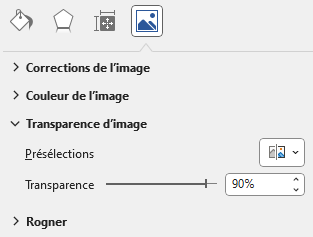 Corrections de l’image
Couleur de l’image
Transparence d’image
Présélections
Transparence 90%
Rogner